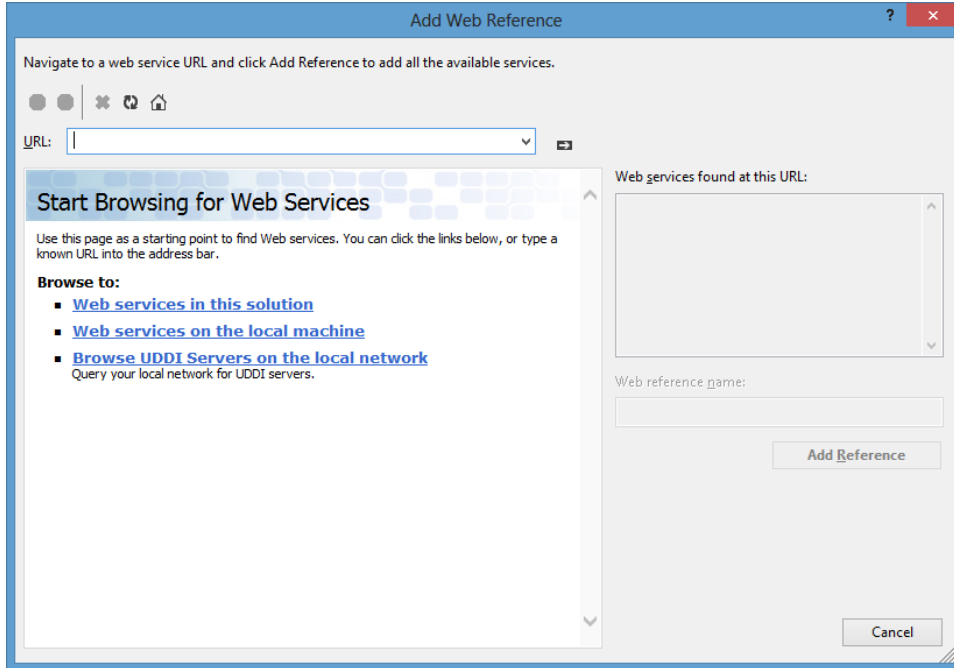 Add Web Reference
?
Navigate to a web service URL and click Add Reference to add all the available services.
URL:
Start Browsing for Web Services
Use this page as a starting point to find Web services. You can click the links below, or type a
known URL into the address bar.
Browse to:
Web services in this solution
Web services on the local machine
Browse UDDI Servers on the local network
Query your local network for UDDI servers.
Web services found at this URL:
Web reference name:
Add Reference
Cancel